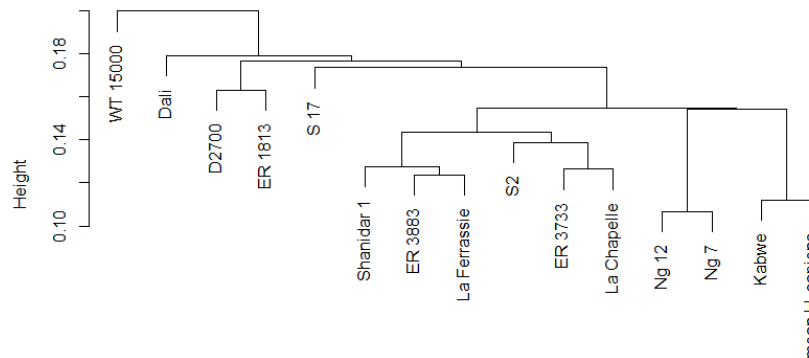 Height
0.18
0.14
0.10
WT 15000
Dali
D2700
ER 1813
S 17
Shanidar 1
ER 3883
La Ferrassie
S2
ER 3733
La Chapelle
Ng 12
Ng 7
Kabwe